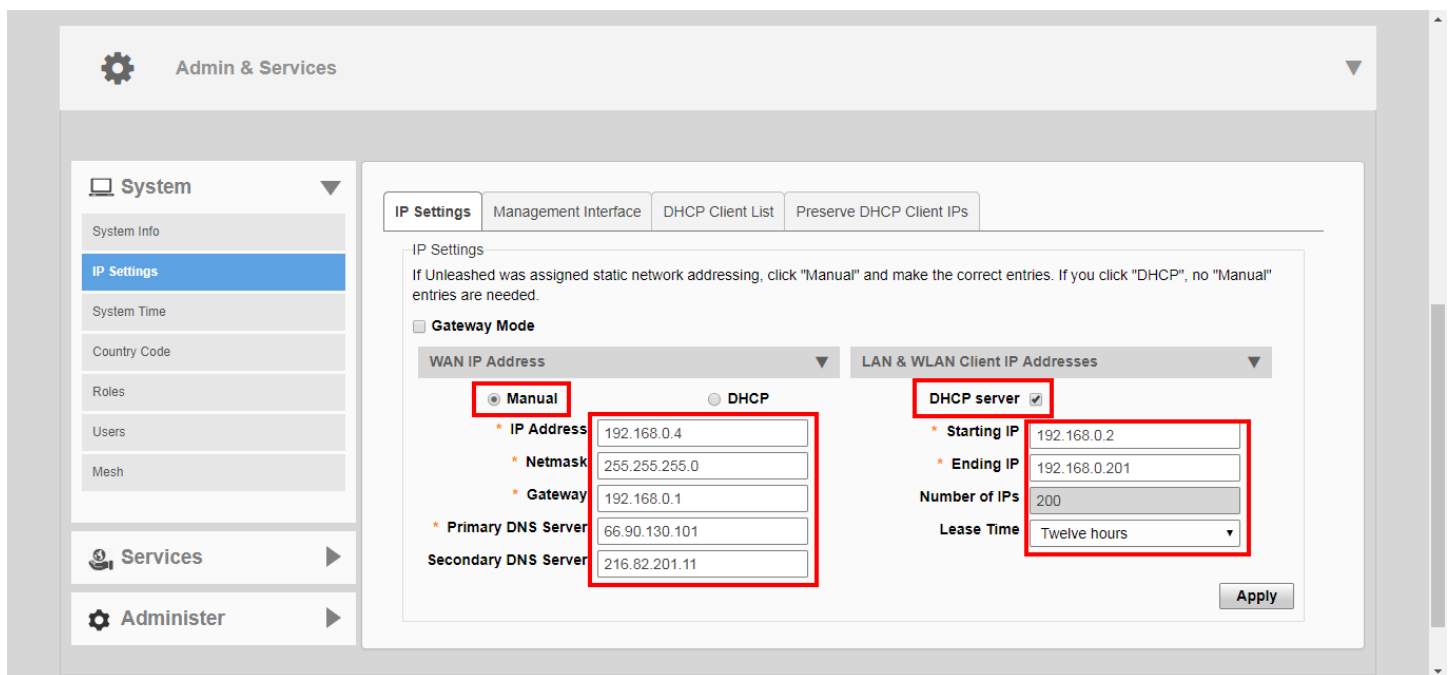 Admin & Services
System
System Info
IP Settings
System Time
Country Code
Roles
Users
Mesh
Services
Administer
IP Settings Management Interface DHCP Client List Preserve DHCP Client IPs
IP Settings
If Unleashed was assigned static network addressing, click "Manual" and make the correct entries. If you click "DHCP", no "Manual"
entries are needed.
Gateway Mode
WAN IP Address
Manual DHCP
* IP Address 192.168.0.4
* Netmask 255.255.255.0
* Gateway 192.168.0.1
* Primary DNS Server 66.90.130.101
Secondary DNS Server 216.82.201.11
LAN & WLAN Client IP Addresses
DHCP server
* Starting IP 192.168.0.2
* Ending IP 192.168.0.201
Number of IPs 200
Lease Time Twelve hours
Apply